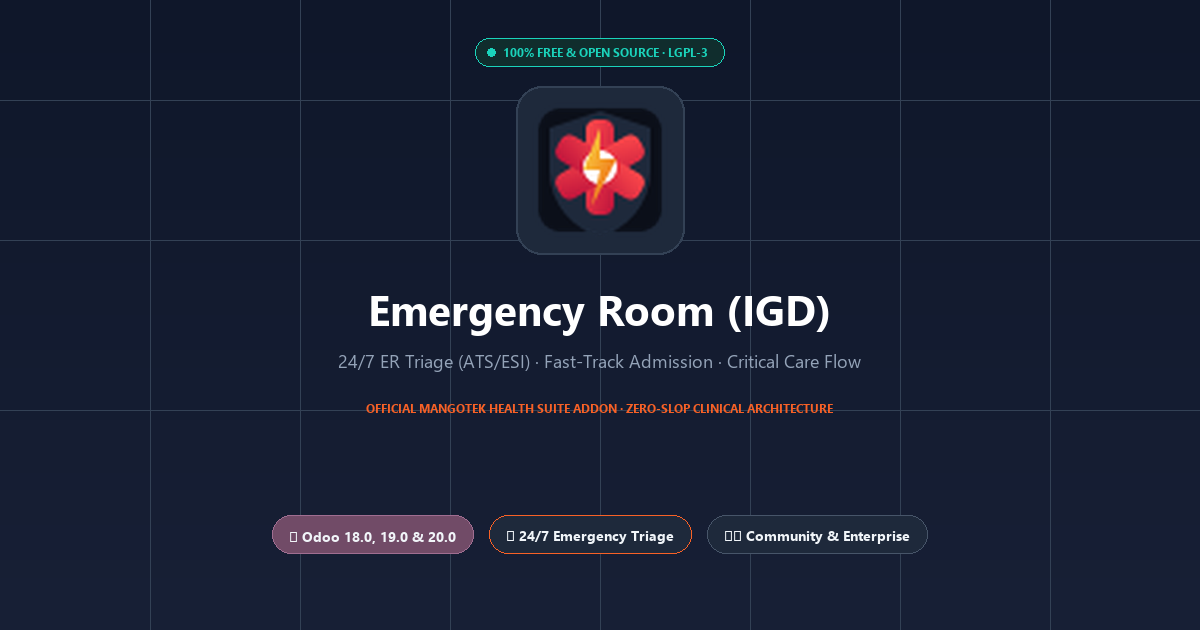 100% FREE & OPEN SOURCE · LGPL-3
Emergency Room (IGD)
24/7 ER Triage (ATS/ESI) · Fast-Track Admission · Critical Care Flow
OFFICIAL MANGOTEK HEALTH SUITE ADDON · ZERO-SLOP CLINICAL ARCHITECTURE
Odoo 18.0, 19.0 & 20.0
24/7 Emergency Triage
Community & Enterprise